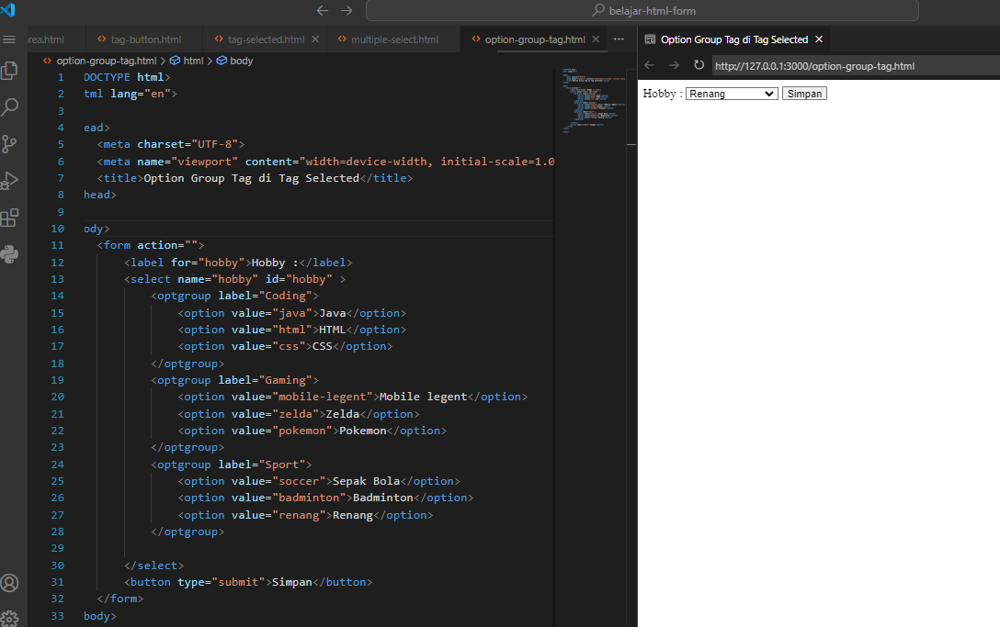 belajar-html-form
rea.html tag-button.html tag-selected.html multiple-select.html option-group-tag.html ...
option-group-tag.html > html > body
1 DOCTYPE html>
2 tml lang="en">
3
4 ead>
5 <meta charset="UTF-8">
6 <meta name="viewport" content="width=device-width, initial-scale=1.0
7 <title>Option Group Tag di Tag Selected</title>
8 head>
9
10 ody>
11 <form action="">
12 <label for="hobby">Hobby :</label>
13 <select name="hobby" id="hobby" >
14 <optgroup label="Coding">
15 <option value="java">Java</option>
16 <option value="html">HTML</option>
17 <option value="css">CSS</option>
18 </optgroup>
19 <optgroup label="Gaming">
20 <option value="mobile-legent">Mobile legent</option>
21 <option value="zelda">Zelda</option>
22 <option value="pokemon">Pokemon</option>
23 </optgroup>
24 <optgroup label="Sport">
25 <option value="soccer">Sepak Bola</option>
26 <option value="badminton">Badminton</option>
27 <option value="renang">Renang</option>
28 </optgroup>
29
30 </select>
31 <button type="submit">Simpan</button>
32 </form>
33 body>
Option Group Tag di Tag Selected
http://127.0.0.1:3000/option-group-tag.html
Hobby : Renang Simpan